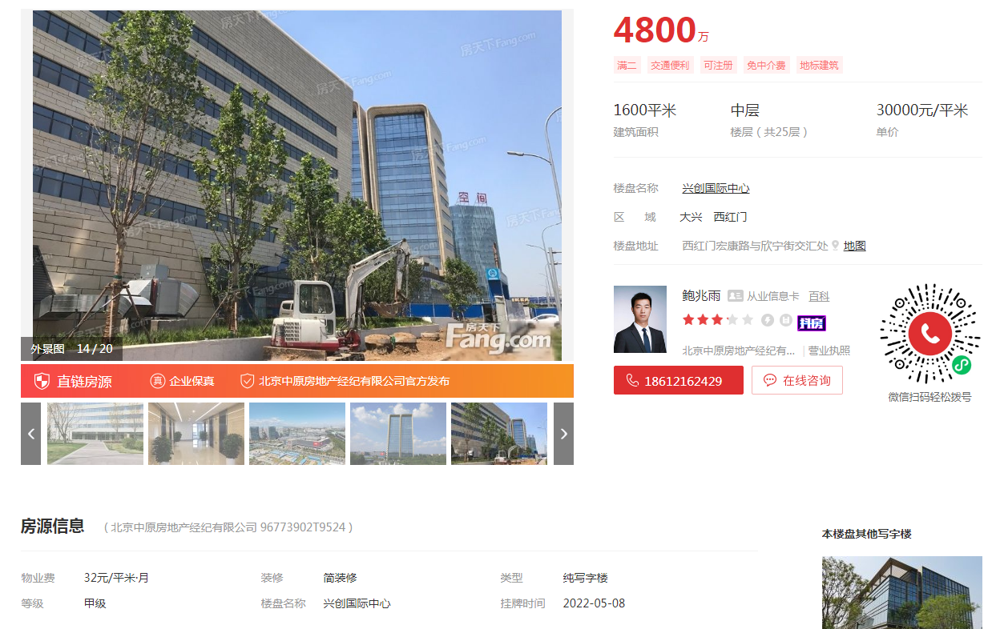 4800万
满二 交通便利 可注册 免中介费 地标建筑
1600平米 中层 30000元/平米
建筑面积 楼层（共25层） 单价
楼盘名称 兴创国际中心
区 域 大兴 西红门
楼盘地址 西红门宏康路与欣宁街交汇处 地图
鲍兆雨 从业信息卡 百科
抖房
北京中原房地产经纪有... | 营业执照
18612162429 在线咨询
微信扫码轻松拨号
空间
房天下
Fang.com
外景图 14 / 20
直链房源 真 企业保真 北京中原房地产经纪有限公司官方发布
房源信息 （北京中原房地产经纪有限公司 96773902T9524）
物业费 32元/平米·月 装修 简装修 类型 纯写字楼
等级 甲级 楼盘名称 兴创国际中心 挂牌时间 2022-05-08
本楼盘其他写字楼